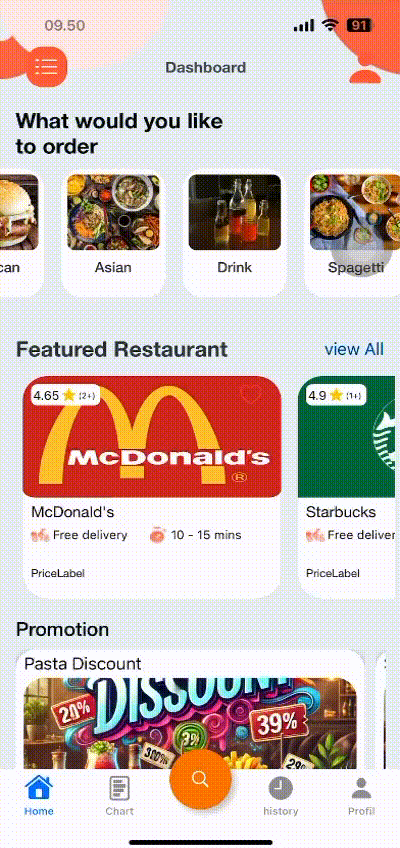 09.50
91
Dashboard
What would you like
to order
can
Asian
Drink
Spagetti
Featured Restaurant
view All
4.65 (2+)
McDonald's
®
4.9 (1+)
McDonald's
Free delivery
10 - 15 mins
PriceLabel
Starbucks
Free deliver
PriceLabel
Promotion
Pasta Discount
DISCOUNT
20%
39%
Home
Chart
history
Profil